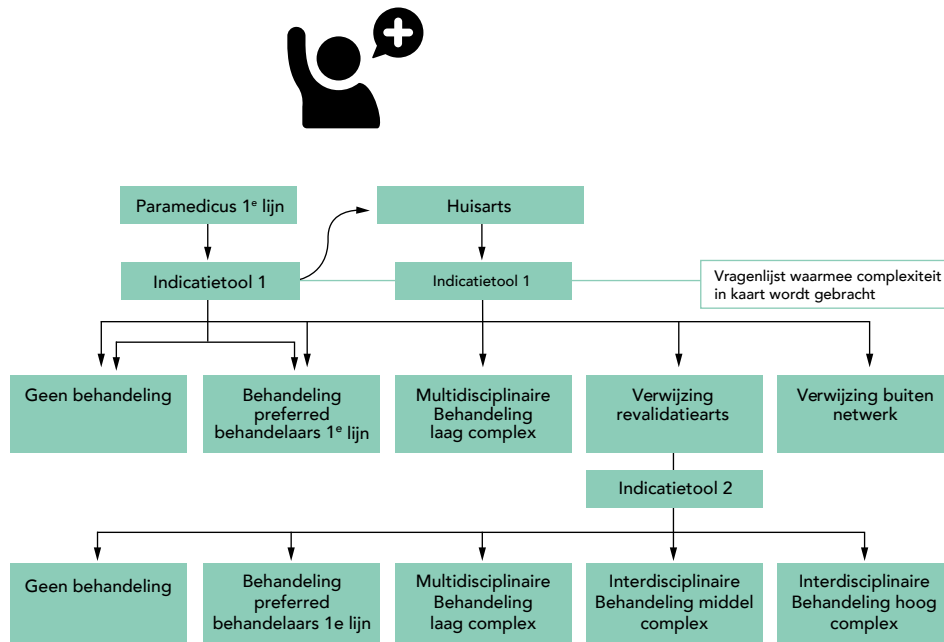 Paramedicus 1e lijn
Huisarts
Indicatietool 1
Indicatietool 1
Vragenlijst waarmee complexiteit
in kaart wordt gebracht
Geen behandeling
Behandeling
preferred
behandelaars 1e lijn
Multidisciplinaire
Behandeling
laag complex
Verwijzing
revalidatiearts
Verwijzing buiten
netwerk
Indicatietool 2
Geen behandeling
Behandeling
preferred
behandelaars 1e lijn
Multidisciplinaire
Behandeling
laag complex
Interdisciplinaire
Behandeling middel
complex
Interdisciplinaire
Behandeling hoog
complex